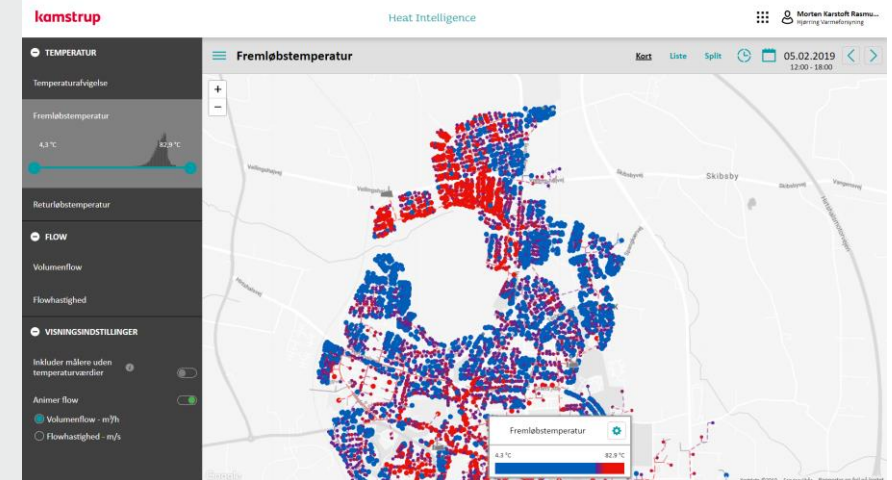 kamstrup
Heat Intelligence
Morten Karstoft Rasmu...
Hjørring Varmeforsyning
TEMPERATUR
Temperaturafvigelse
Fremløbstemperatur
4,3 °C
82,9 °C
Returløbstemperatur
FLOW
Volumenflow
Flowhastighed
VISNINGSINDSTILLINGER
Inkluder målere uden
temperaturværdier
Animer flow
Volumenflow - m³/h
Flowhastighed - m/s
Fremløbstemperatur
Kort
Liste
Split
05.02.2019
12:00 - 18:00
+
−
Skibsby
Fremløbstemperatur
4.3 °C
82.9 °C